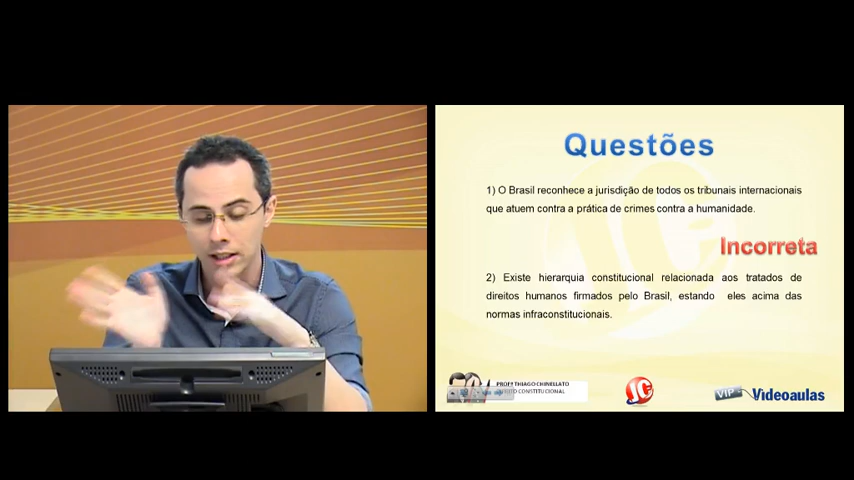 Questões
1) O Brasil reconhece a jurisdição de todos os tribunais internacionais
que atuem contra a prática de crimes contra a humanidade.
Incorreta
2) Existe hierarquia constitucional relacionada aos tratados de
direitos humanos firmados pelo Brasil, estando eles acima das
normas infraconstitucionais.
THIAGO CHINELLATO
CONSTITUCIONAL
JC
VIP Videoaulas